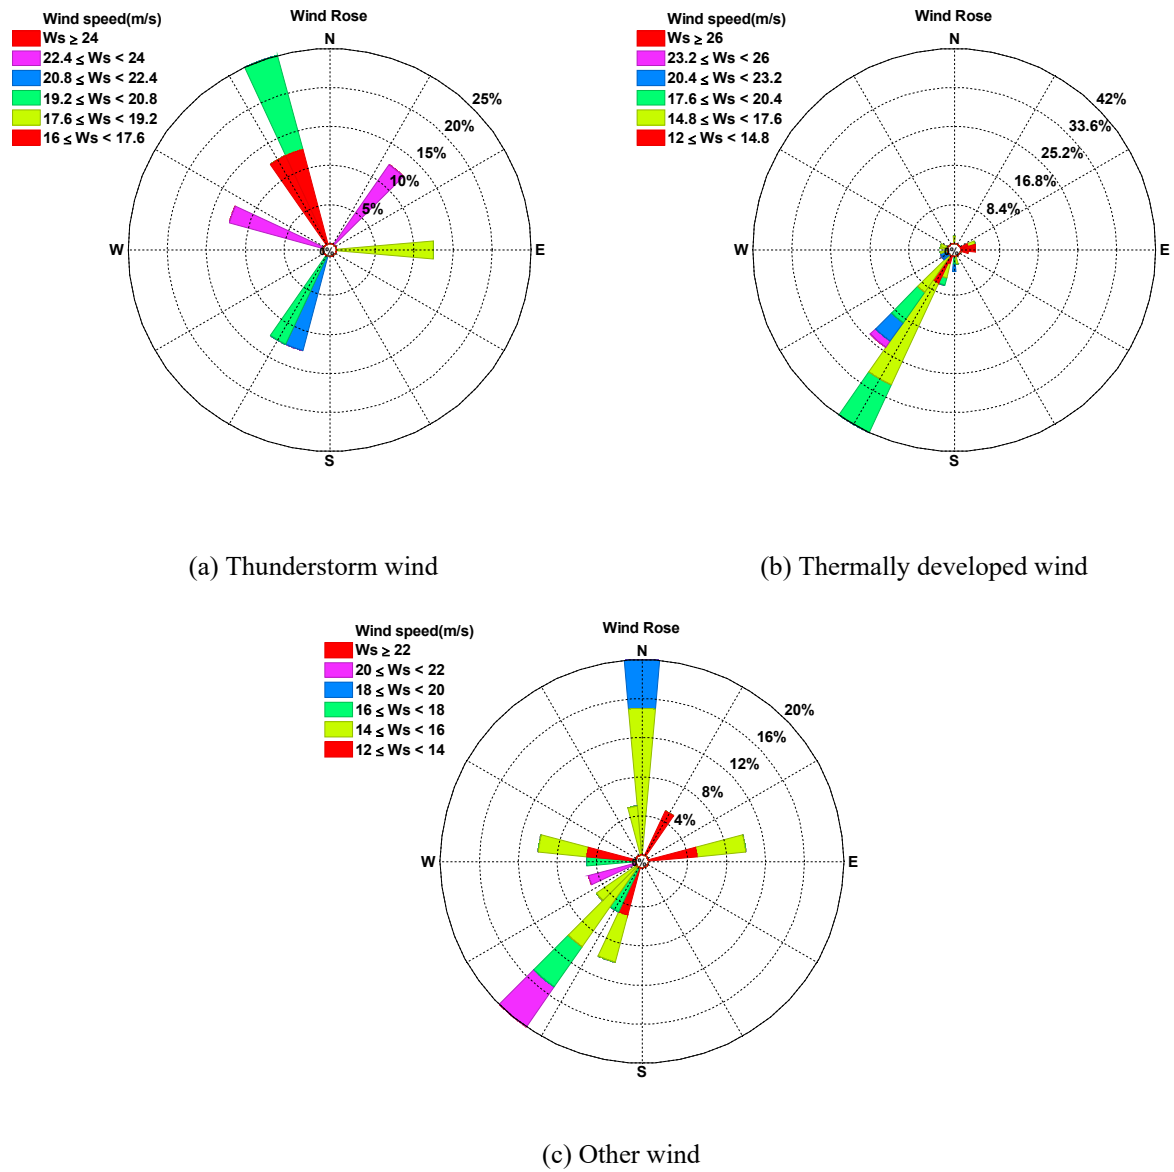 Wind speed(m/s)
Ws ≥ 24
22.4 ≤ Ws < 24
20.8 ≤ Ws < 22.4
19.2 ≤ Ws < 20.8
17.6 ≤ Ws < 19.2
16 ≤ Ws < 17.6
Wind Rose
N
25%
20%
15%
10%
5%
W
E
S
Wind speed(m/s)
Ws ≥ 26
23.2 ≤ Ws < 26
20.4 ≤ Ws < 23.2
17.6 ≤ Ws < 20.4
14.8 ≤ Ws < 17.6
12 ≤ Ws < 14.8
Wind Rose
N
42%
33.6%
25.2%
16.8%
8.4%
W
E
S
(a) Thunderstorm wind
(b) Thermally developed wind
Wind speed(m/s)
Ws ≥ 22
20 ≤ Ws < 22
18 ≤ Ws < 20
16 ≤ Ws < 18
14 ≤ Ws < 16
12 ≤ Ws < 14
Wind Rose
N
20%
16%
12%
8%
4%
W
E
S
(c) Other wind